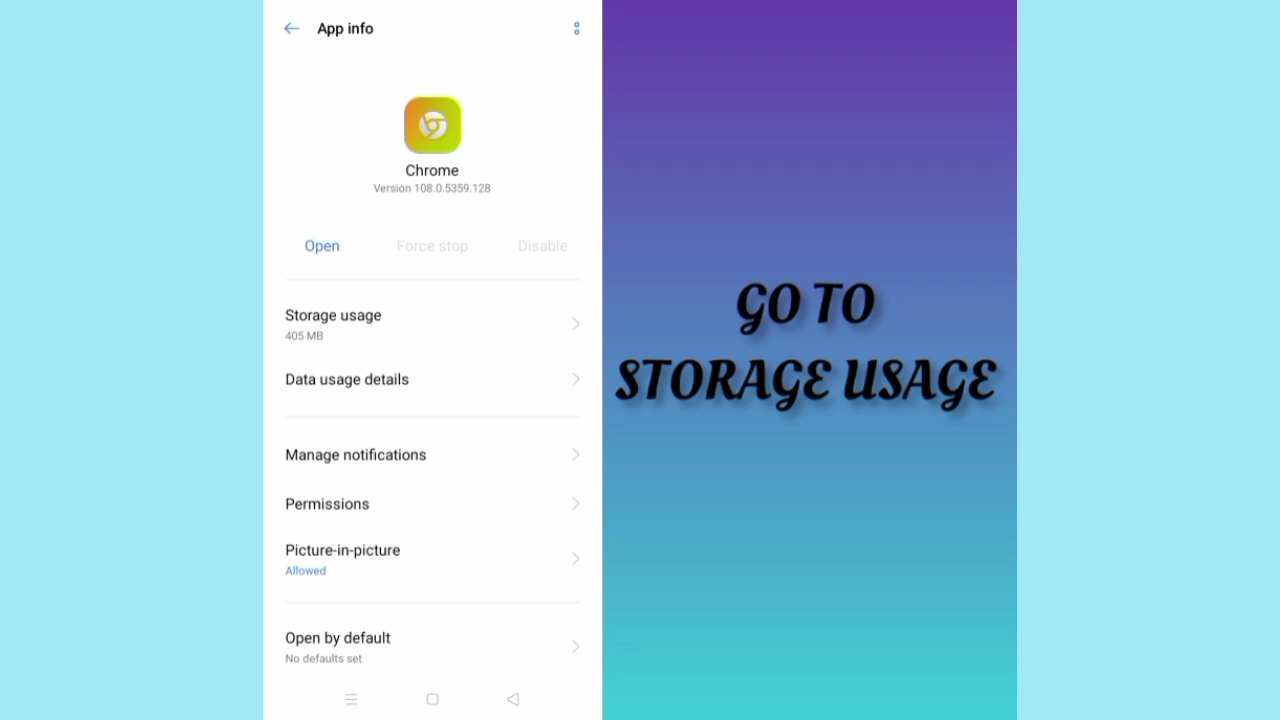 App info
Chrome
Version 108.0.5359.128
Open Force stop Disable
Storage usage
405 MB
Data usage details
Manage notifications
Permissions
Picture-in-picture
Allowed
Open by default
No defaults set
GO TO
STORAGE USAGE